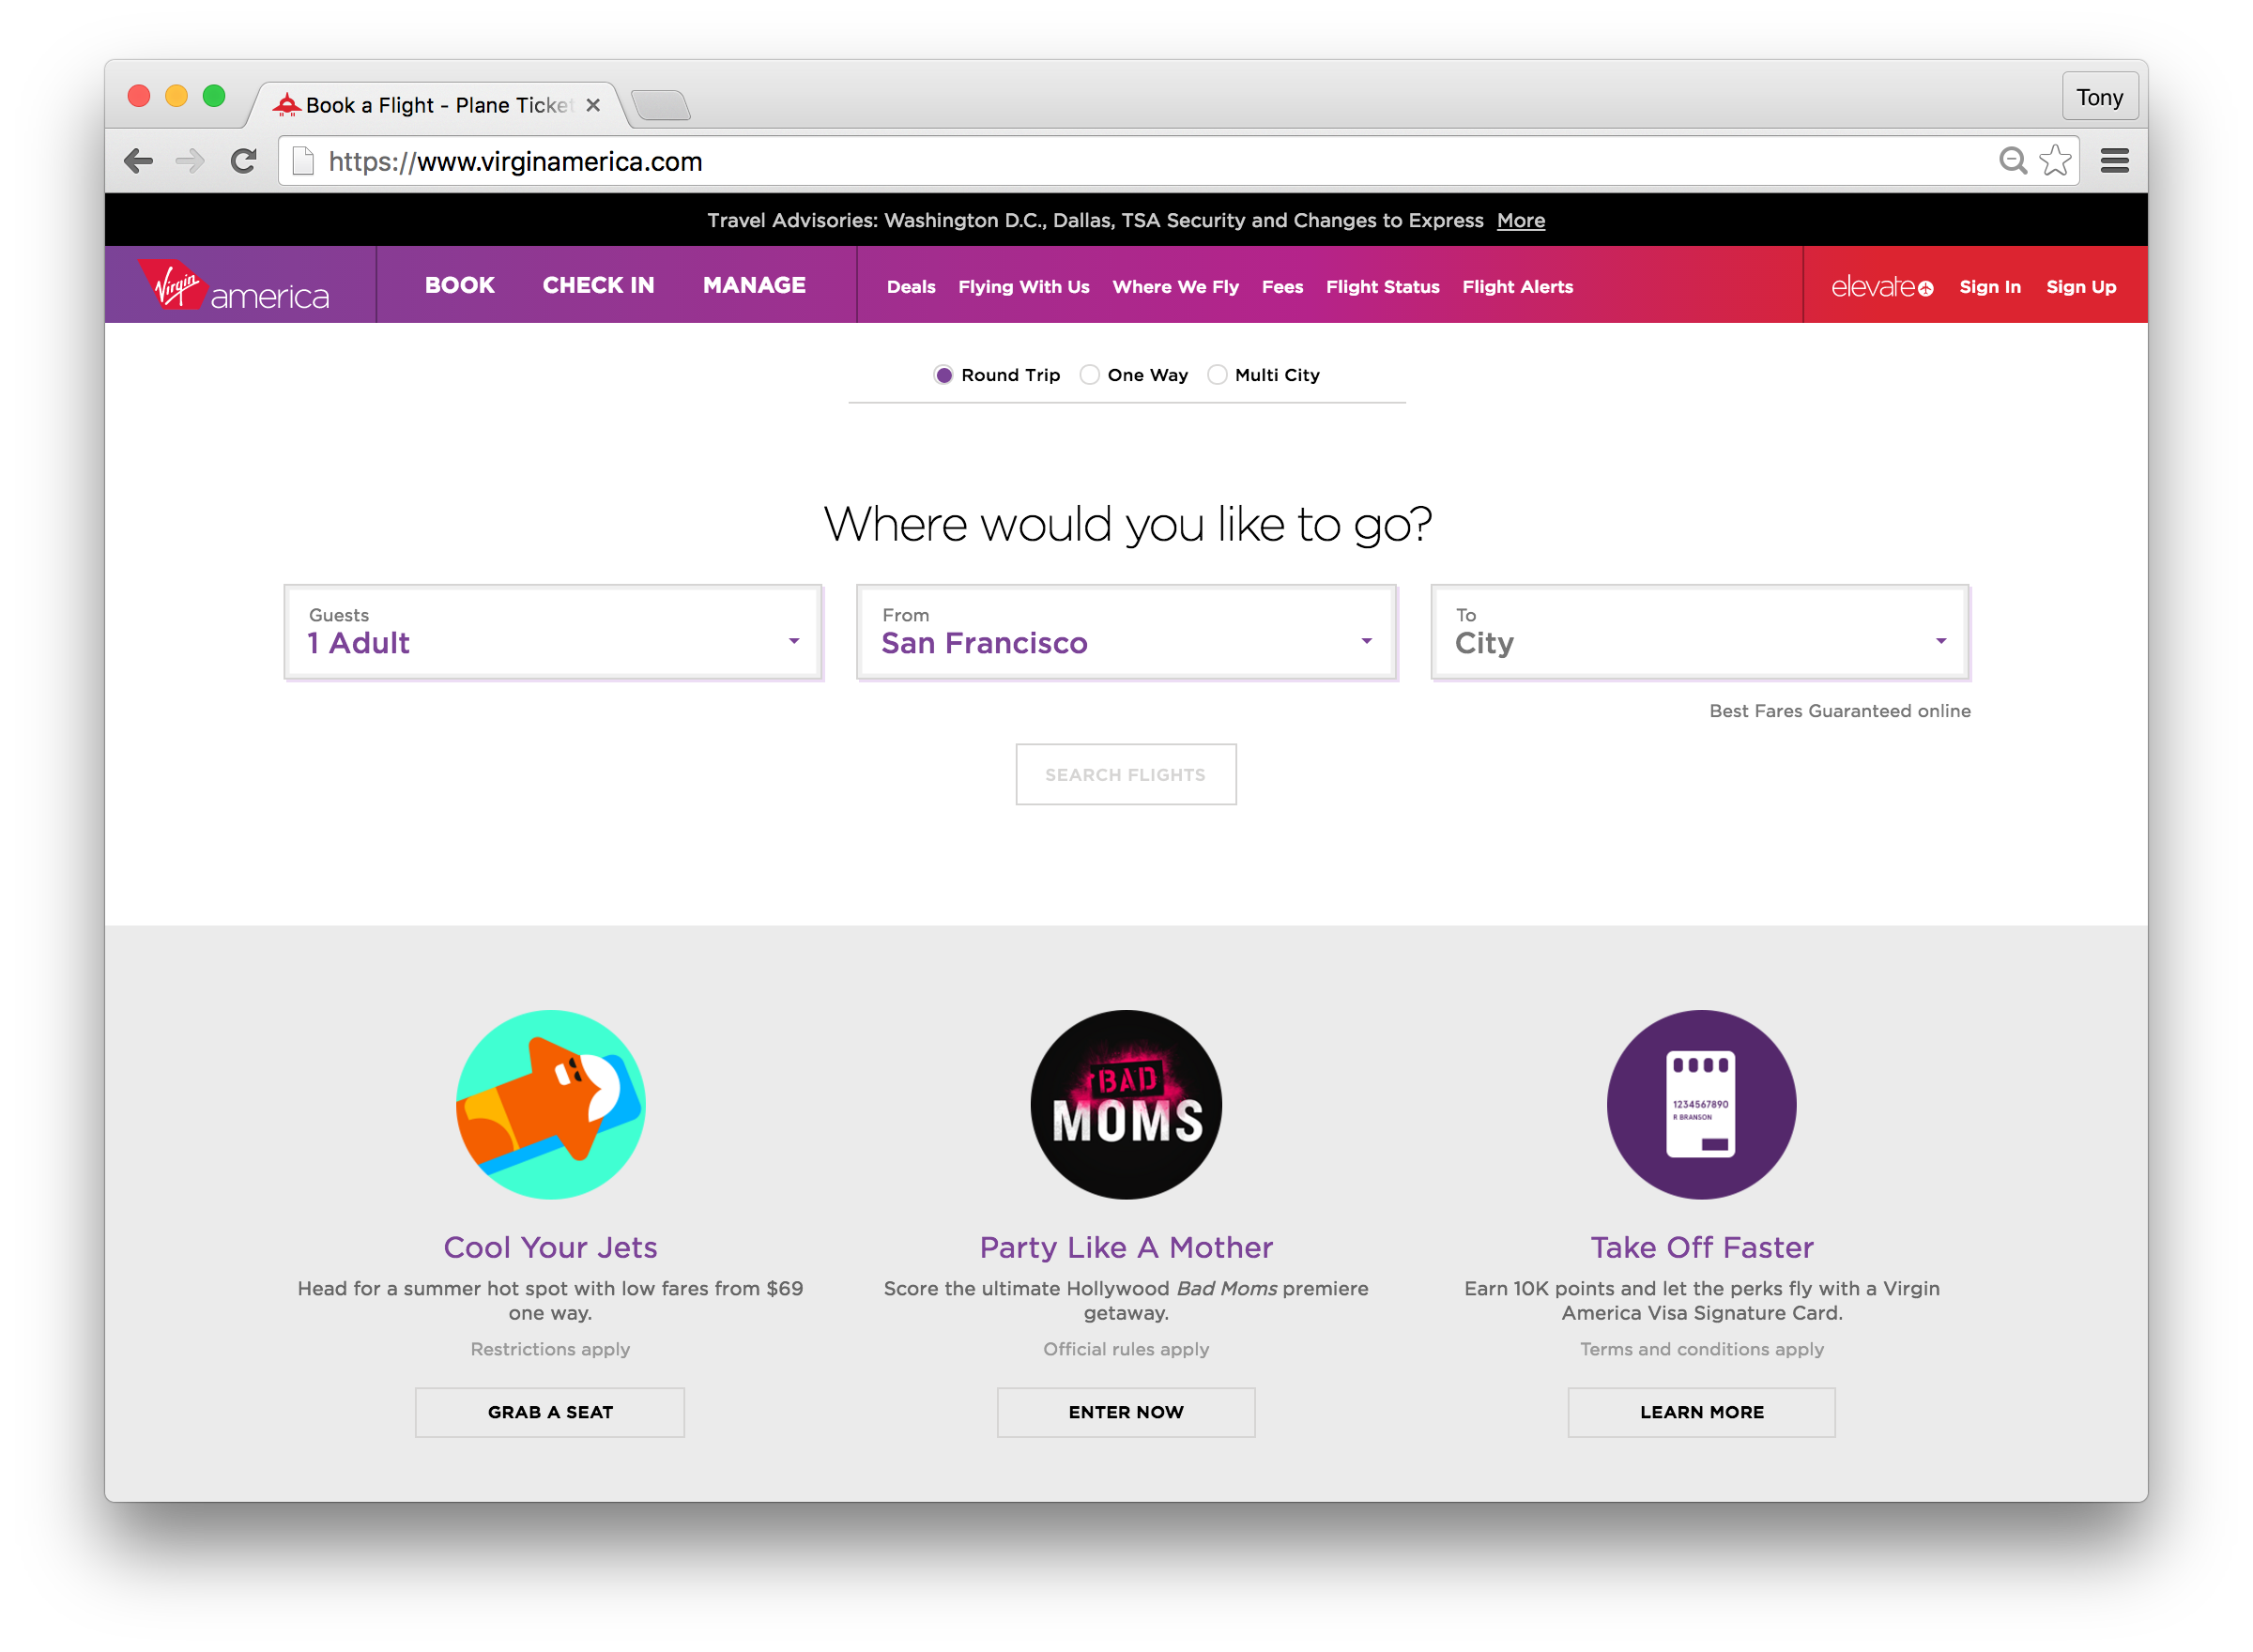 Book a Flight - Plane Ticket
Tony
https://www.virginamerica.com
Travel Advisories: Washington D.C., Dallas, TSA Security and Changes to Express More
Virgin america
BOOK CHECK IN MANAGE
Deals Flying With Us Where We Fly Fees Flight Status Flight Alerts
elevate Sign In Sign Up
Round Trip One Way Multi City
Where would you like to go?
Guests
1 Adult
From
San Francisco
To
City
Best Fares Guaranteed online
SEARCH FLIGHTS
Cool Your Jets
Head for a summer hot spot with low fares from $69
one way.
Restrictions apply
GRAB A SEAT
BAD
MOMS
Party Like A Mother
Score the ultimate Hollywood Bad Moms premiere
getaway.
Official rules apply
ENTER NOW
1234567890
R BRANSON
Take Off Faster
Earn 10K points and let the perks fly with a Virgin
America Visa Signature Card.
Terms and conditions apply
LEARN MORE